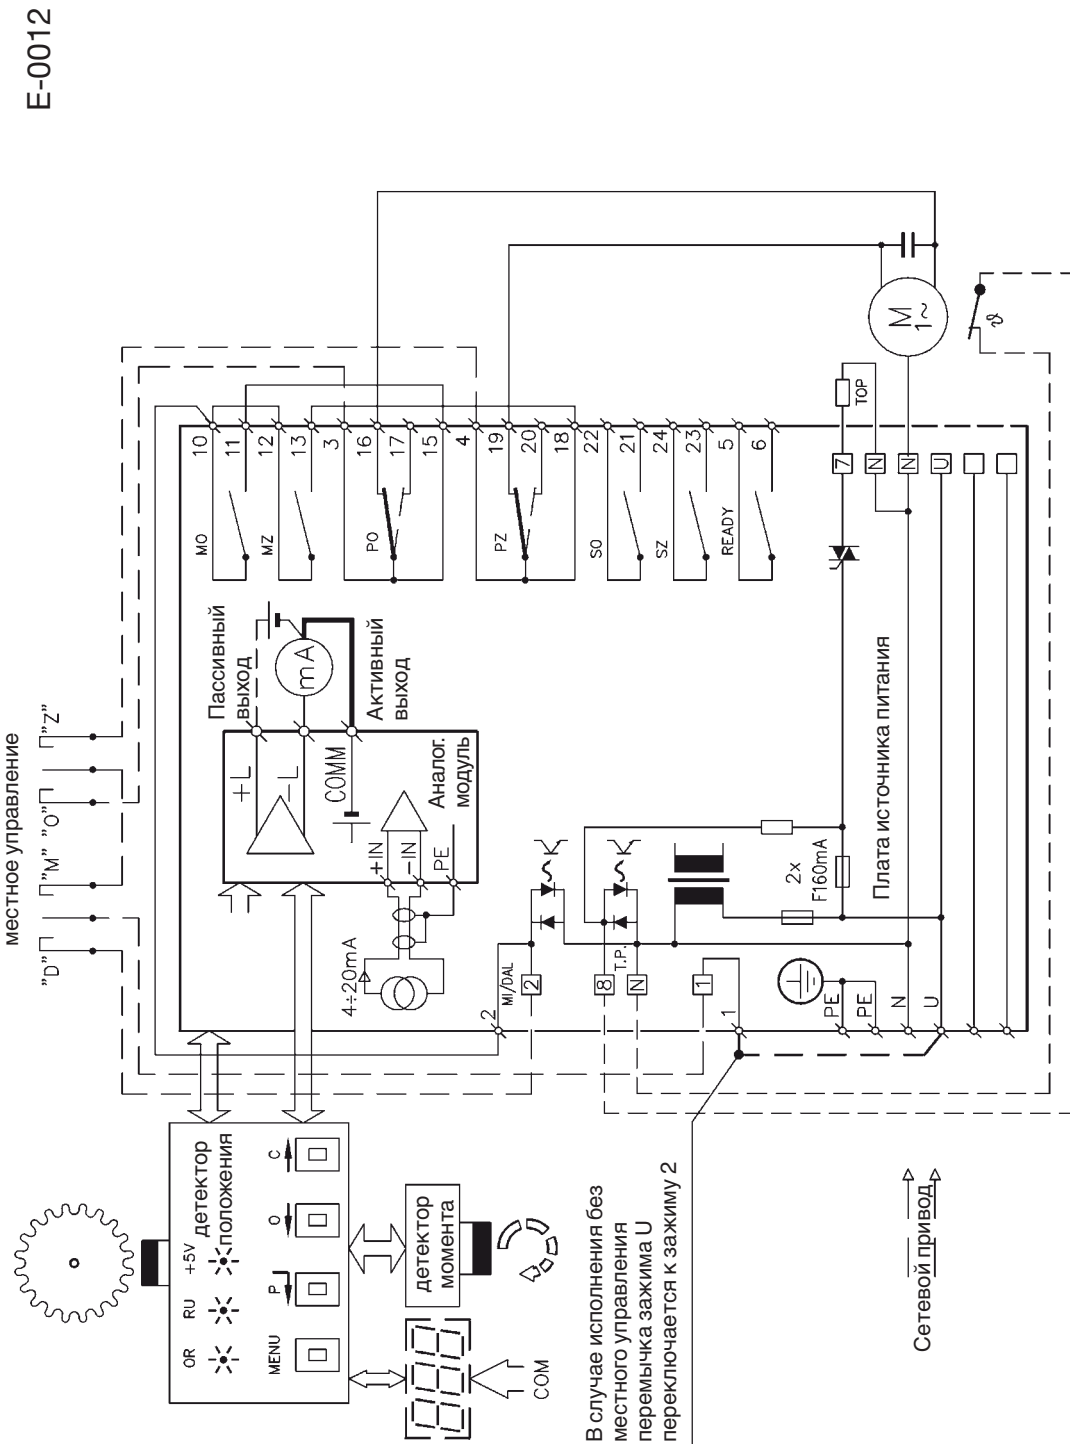 E-0012
местное управление
"D"
"M"
"O"
"Z"
10
11
12
13
3
16
17
15
4
19
20
18
22
21
24
23
5
6
MO
MZ
PO
PZ
SO
SZ
READY
Пассивный
выход
mA
Активный
выход
+L
-L
COMM
+IN
-IN
PE
Аналог.
модуль
4÷20mA
2
MI/DAL
2
8
T.P.
N
1
1
PE
PE
N
U
2x
F160mA
Плата источника питания
7
N
N
U
TOP
M
1~
ϑ
OR
RU
+5V
детектор
положения
MENU
P
O
C
детектор
момента
COM
В случае исполнения без
местного управления
перемычка зажима U
переключается к зажиму 2
Сетевой привод